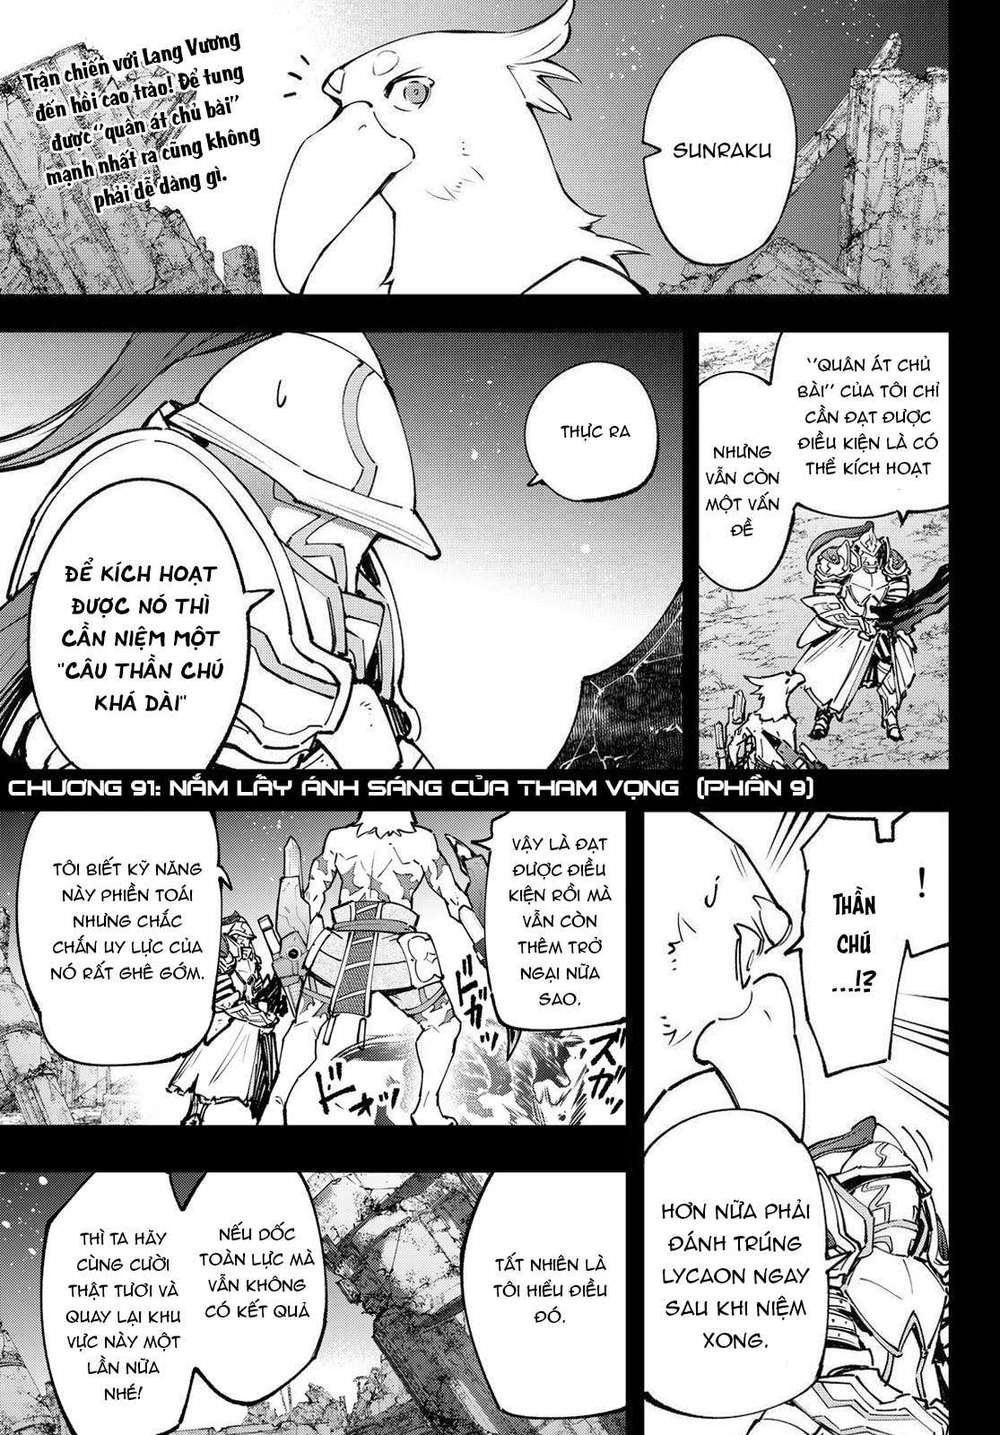 SUNRAKU
Trận chiến với Lang Vương
đến hồi cao trào! Để tung
được "quân át chủ bài"
mạnh nhất ra cũng không
phải dễ dàng gì.
"QUÂN ÁT CHỦ
BÀI" CỦA TÔI CHỈ
CẦN ĐẠT ĐƯỢC
ĐIỀU KIỆN LÀ CÓ
THỂ KÍCH HOẠT
NHƯNG
VẪN CÒN
MỘT VẤN
ĐỀ
THỰC RA
ĐỂ KÍCH HOẠT
ĐƯỢC NÓ THÌ
CẦN NIỆM MỘT
"CÂU THẦN CHÚ
KHÁ DÀI"
CHƯƠNG 91: NẮM LẤY ÁNH SÁNG CỦA THAM VỌNG (PHẦN 9)
!
THẦN
CHÚ
....!?
HƠN NỮA PHẢI
ĐÁNH TRÚNG
LYCAON NGAY
SAU KHI NIỆM
XONG.
VẬY LÀ ĐẠT
ĐƯỢC ĐIỀU
KIỆN RỒI MÀ
VẪN CÒN
THÊM TRỞ
NGẠI NỮA
SAO.
TÔI BIẾT KỸ NĂNG
NÀY PHIỀN TOÁI
NHƯNG CHẮC
CHẮN UY LỰC CỦA
NÓ RẤT GHÊ GỚM.
TẤT NHIÊN LÀ
TÔI HIỂU ĐIỀU
ĐÓ.
NẾU DỐC
TOÀN LỰC MÀ
VẪN KHÔNG
CÓ KẾT QUẢ
THÌ TA HÃY
CÙNG CƯỜI
THẬT TƯƠI VÀ
QUAY LẠI KHU
VỰC NÀY MỘT
LẦN NỮA
NHÉ!